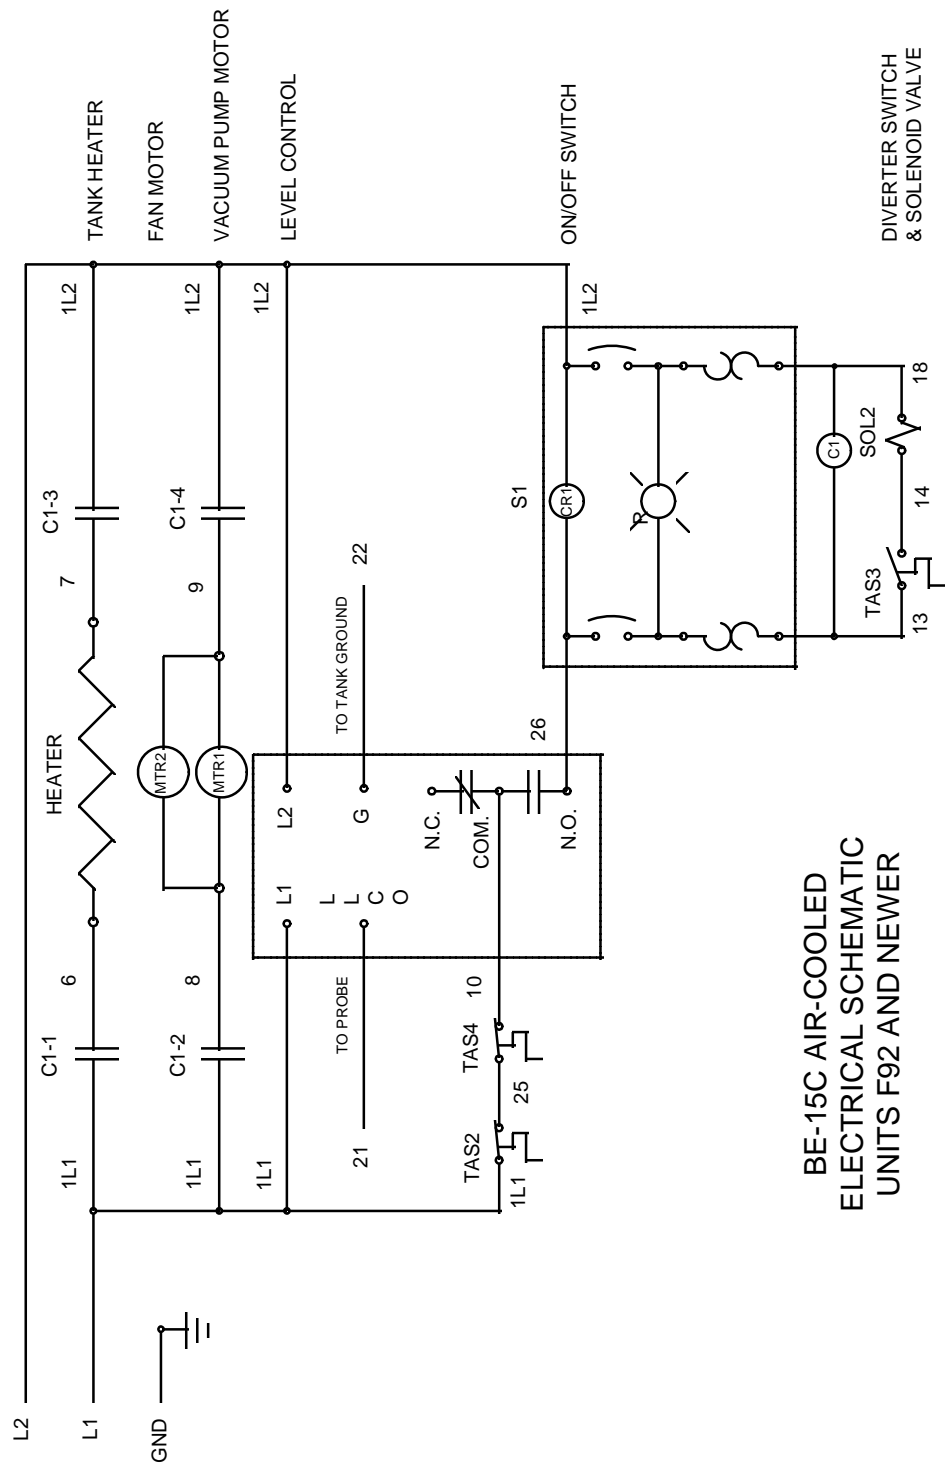 L2
L1
GND
1L1
C1-1
6
HEATER
7
C1-3
1L2
TANK HEATER
MTR2
FAN MOTOR
1L1
C1-2
8
MTR1
9
C1-4
1L2
VACUUM PUMP MOTOR
1L1
L1
L2
1L2
LEVEL CONTROL
21
TO PROBE
L
L
C
O
G
TO TANK GROUND
22
N.C.
COM.
N.O.
1L1
TAS2
25
TAS4
10
26
S1
CR1
1L2
ON/OFF SWITCH
R
C1
13
TAS3
14
SOL2
18
DIVERTER SWITCH
& SOLENOID VALVE
BE-15C AIR-COOLED
ELECTRICAL SCHEMATIC
UNITS F92 AND NEWER